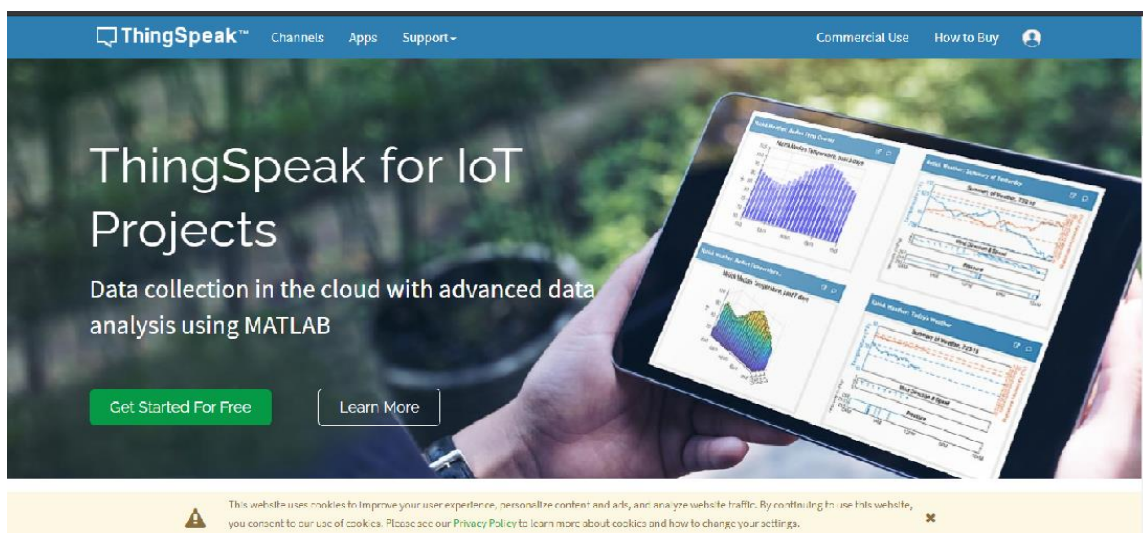 ThingSpeak™ Channels Apps Support Commercial Use How to Buy
ThingSpeak for IoT
Projects
Data collection in the cloud with advanced data
analysis using MATLAB
Get Started For Free Learn More
This website uses cookies to improve your user experience, personalize content and ads, and analyze website traffic. By continuing to use this website,
you consent to our use of cookies. Please see our Privacy Policy to learn more about cookies and how to change your settings.